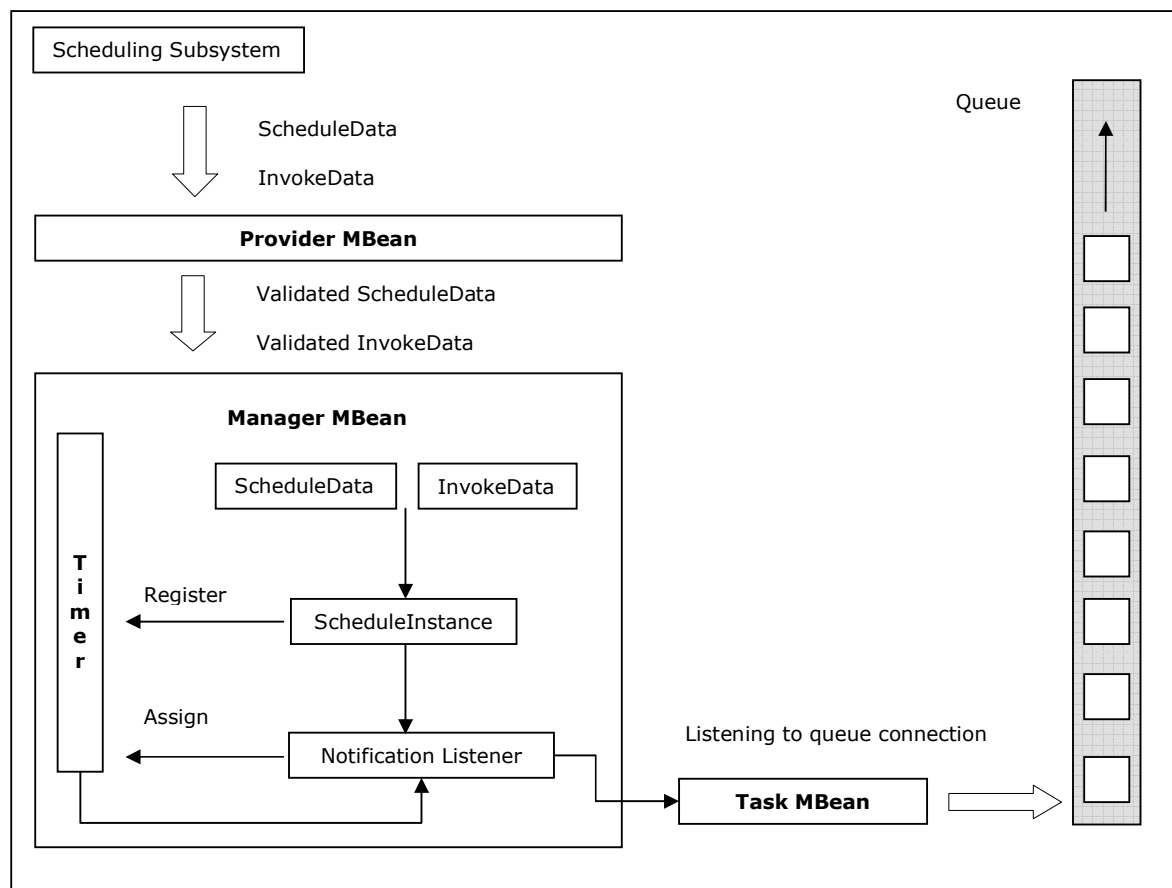 Scheduling Subsystem
ScheduleData
InvokeData
Queue
Provider MBean
Validated ScheduleData
Validated InvokeData
Manager MBean
ScheduleData
InvokeData
Timer
Register
ScheduleInstance
Assign
Notification Listener
Listening to queue connection
Task MBean